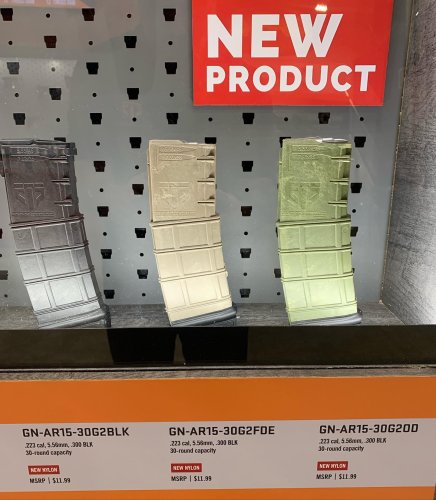 NEW
PRODUCT
GN-AR15-30G2BLK
.223 cal, 5.56mm, .300 BLK
30-round capacity
NEW NYLON
MSRP | $11.99
GN-AR15-30G2FDE
.223 cal, 5.56mm, .300 BLK
30-round capacity
NEW NYLON
MSRP | $11.99
GN-AR15-30G2OD
.223 cal, 5.56mm, .300 BLK
30-round capacity
NEW NYLON
MSRP | $11.99